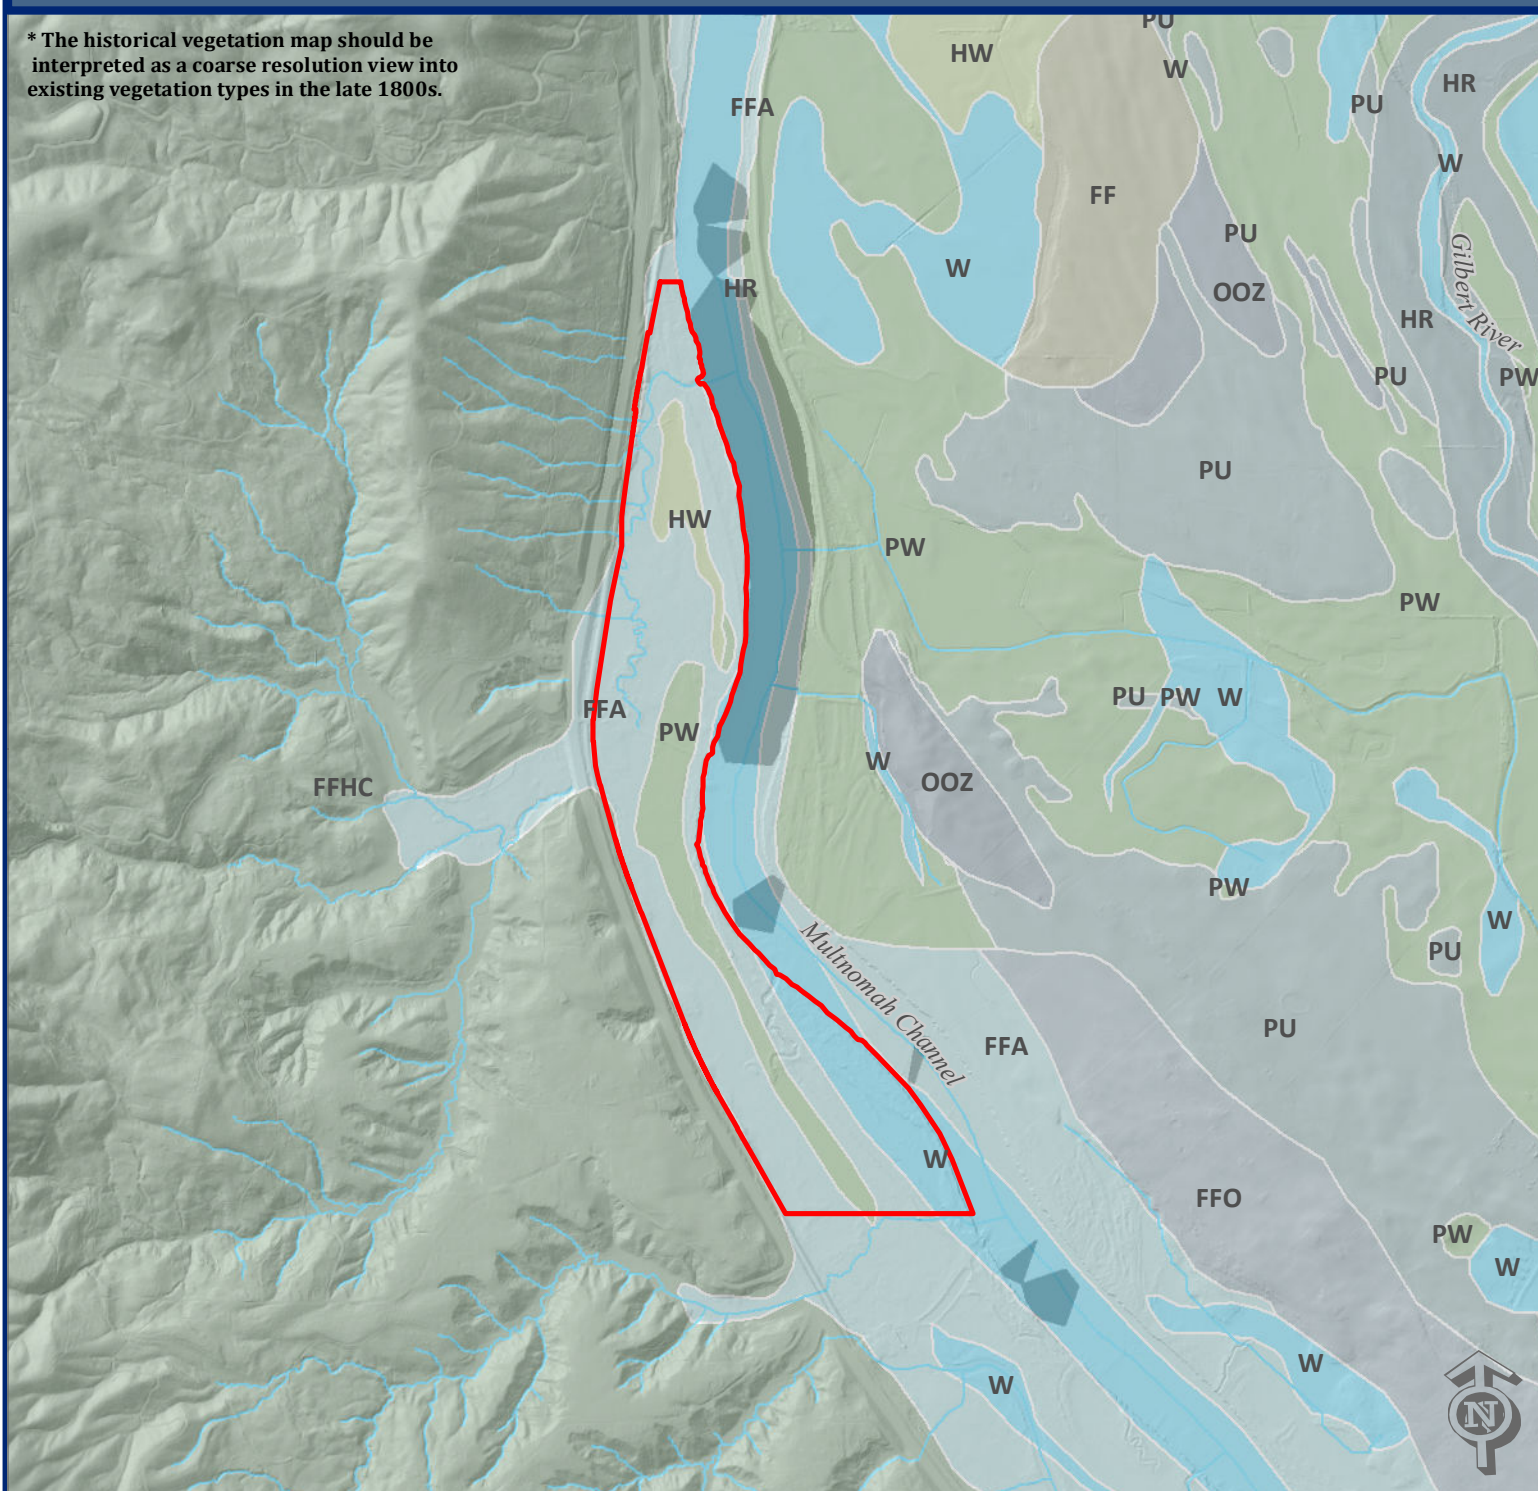 * The historical vegetation map should be
interpreted as a coarse resolution view into
existing vegetation types in the late 1800s.
PU
HW
W
HR
FFA
PU
W
FF
PU
W
Gilbert River
HR
OOZ
HR
PU
PW
PU
HW
PW
PW
FFA
PU
PW
W
PW
W
OOZ
FFHC
PW
W
PU
Multnomah Channel
PU
FFA
W
FFO
PW
W
W
W
N